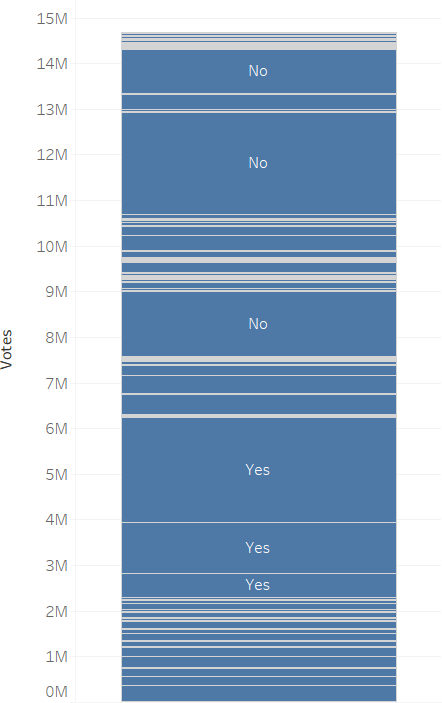 15M
14M
No
13M
12M
No
11M
10M
9M
No
8M
Votes
7M
6M
5M
Yes
4M
Yes
3M
Yes
2M
1M
0M